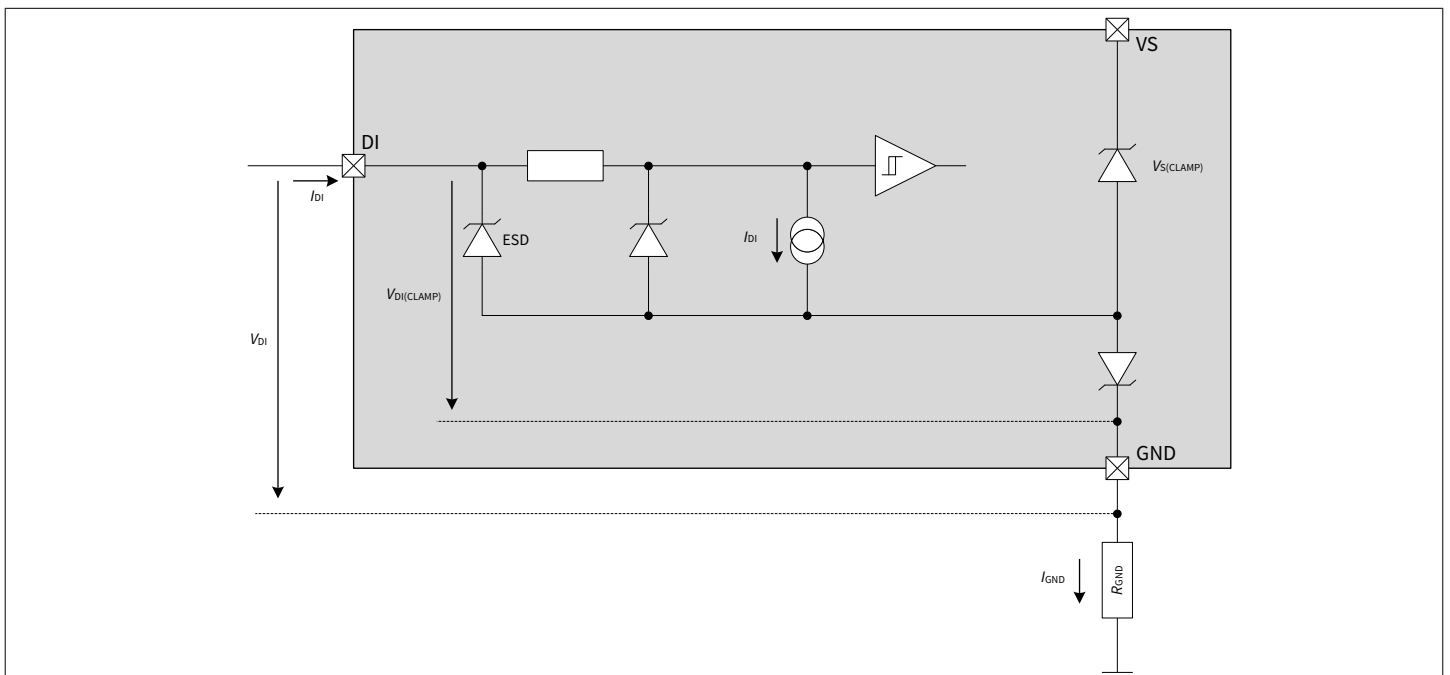 VS
DI
VS(CLAMP)
IDI
ESD
IDI
VDI(CLAMP)
VDI
GND
IGND
RGND